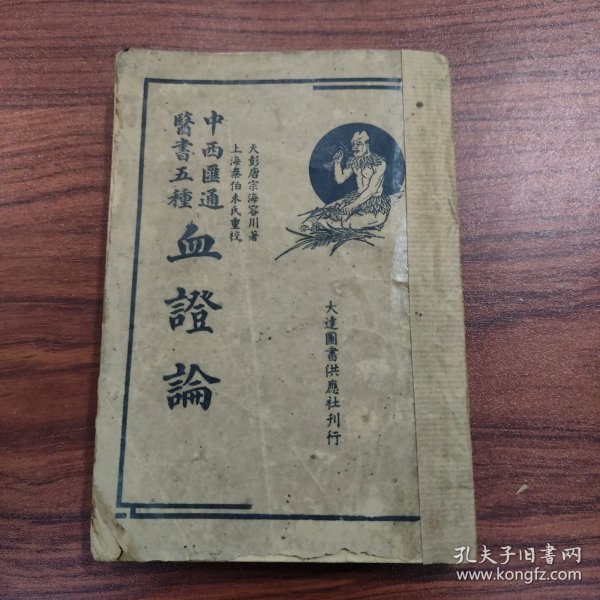 天彭唐宗海容川著
上海秦伯未氏重校
中西匯通
醫書五種
血證論
大達圖書供應社刊行
孔夫子旧书网
www.kongfz.com